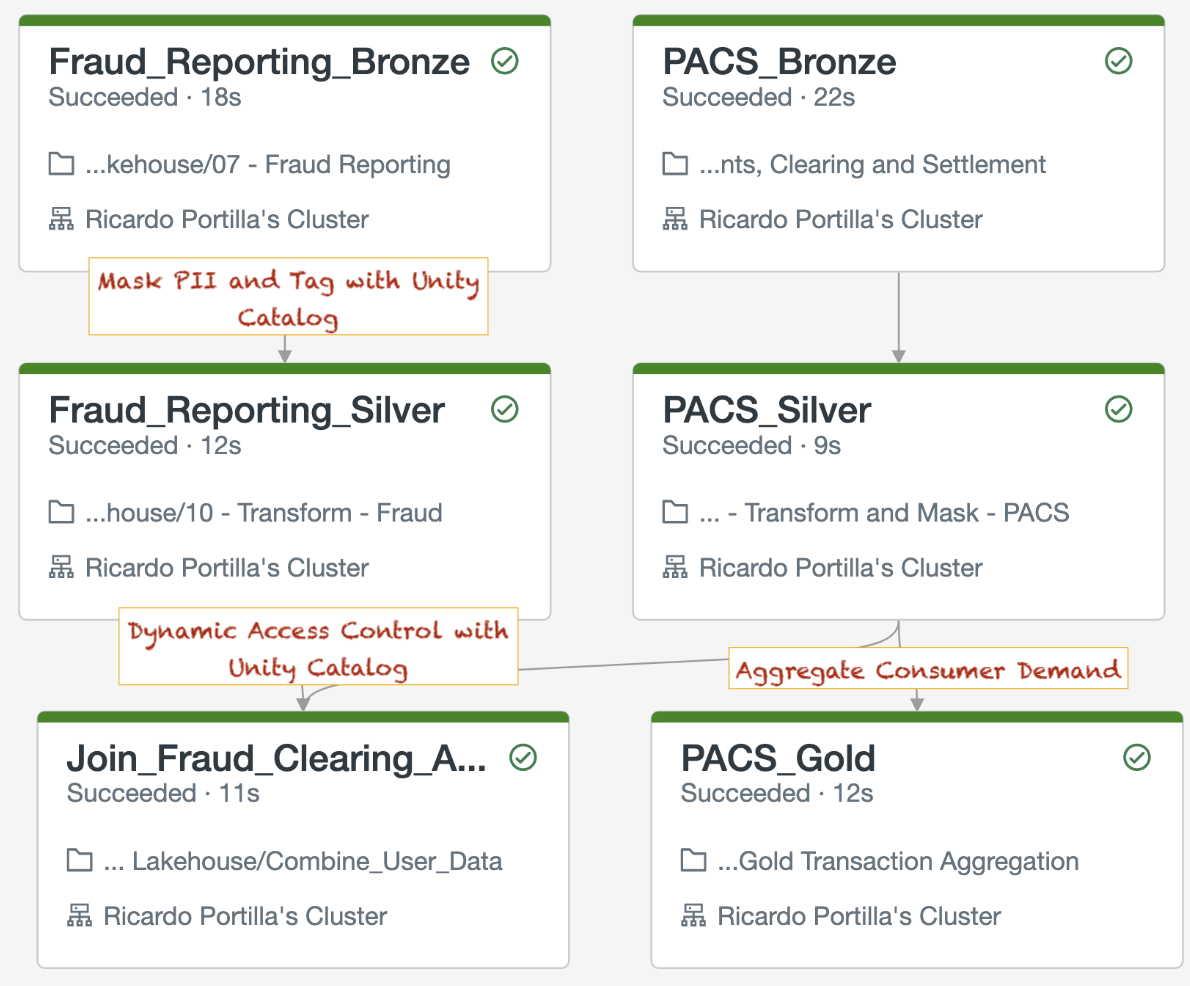 Fraud_Reporting_Bronze
Succeeded · 18s
...kehouse/07 - Fraud Reporting
Ricardo Portilla's Cluster
PACS_Bronze
Succeeded · 22s
...nts, Clearing and Settlement
Ricardo Portilla's Cluster
Mask PII and Tag with Unity
Catalog
Fraud_Reporting_Silver
Succeeded · 12s
...house/10 - Transform - Fraud
Ricardo Portilla's Cluster
PACS_Silver
Succeeded · 9s
... - Transform and Mask - PACS
Ricardo Portilla's Cluster
Dynamic Access Control with
Unity Catalog
Aggregate Consumer Demand
Join_Fraud_Clearing_A...
Succeeded · 11s
... Lakehouse/Combine_User_Data
Ricardo Portilla's Cluster
PACS_Gold
Succeeded · 12s
...Gold Transaction Aggregation
Ricardo Portilla's Cluster